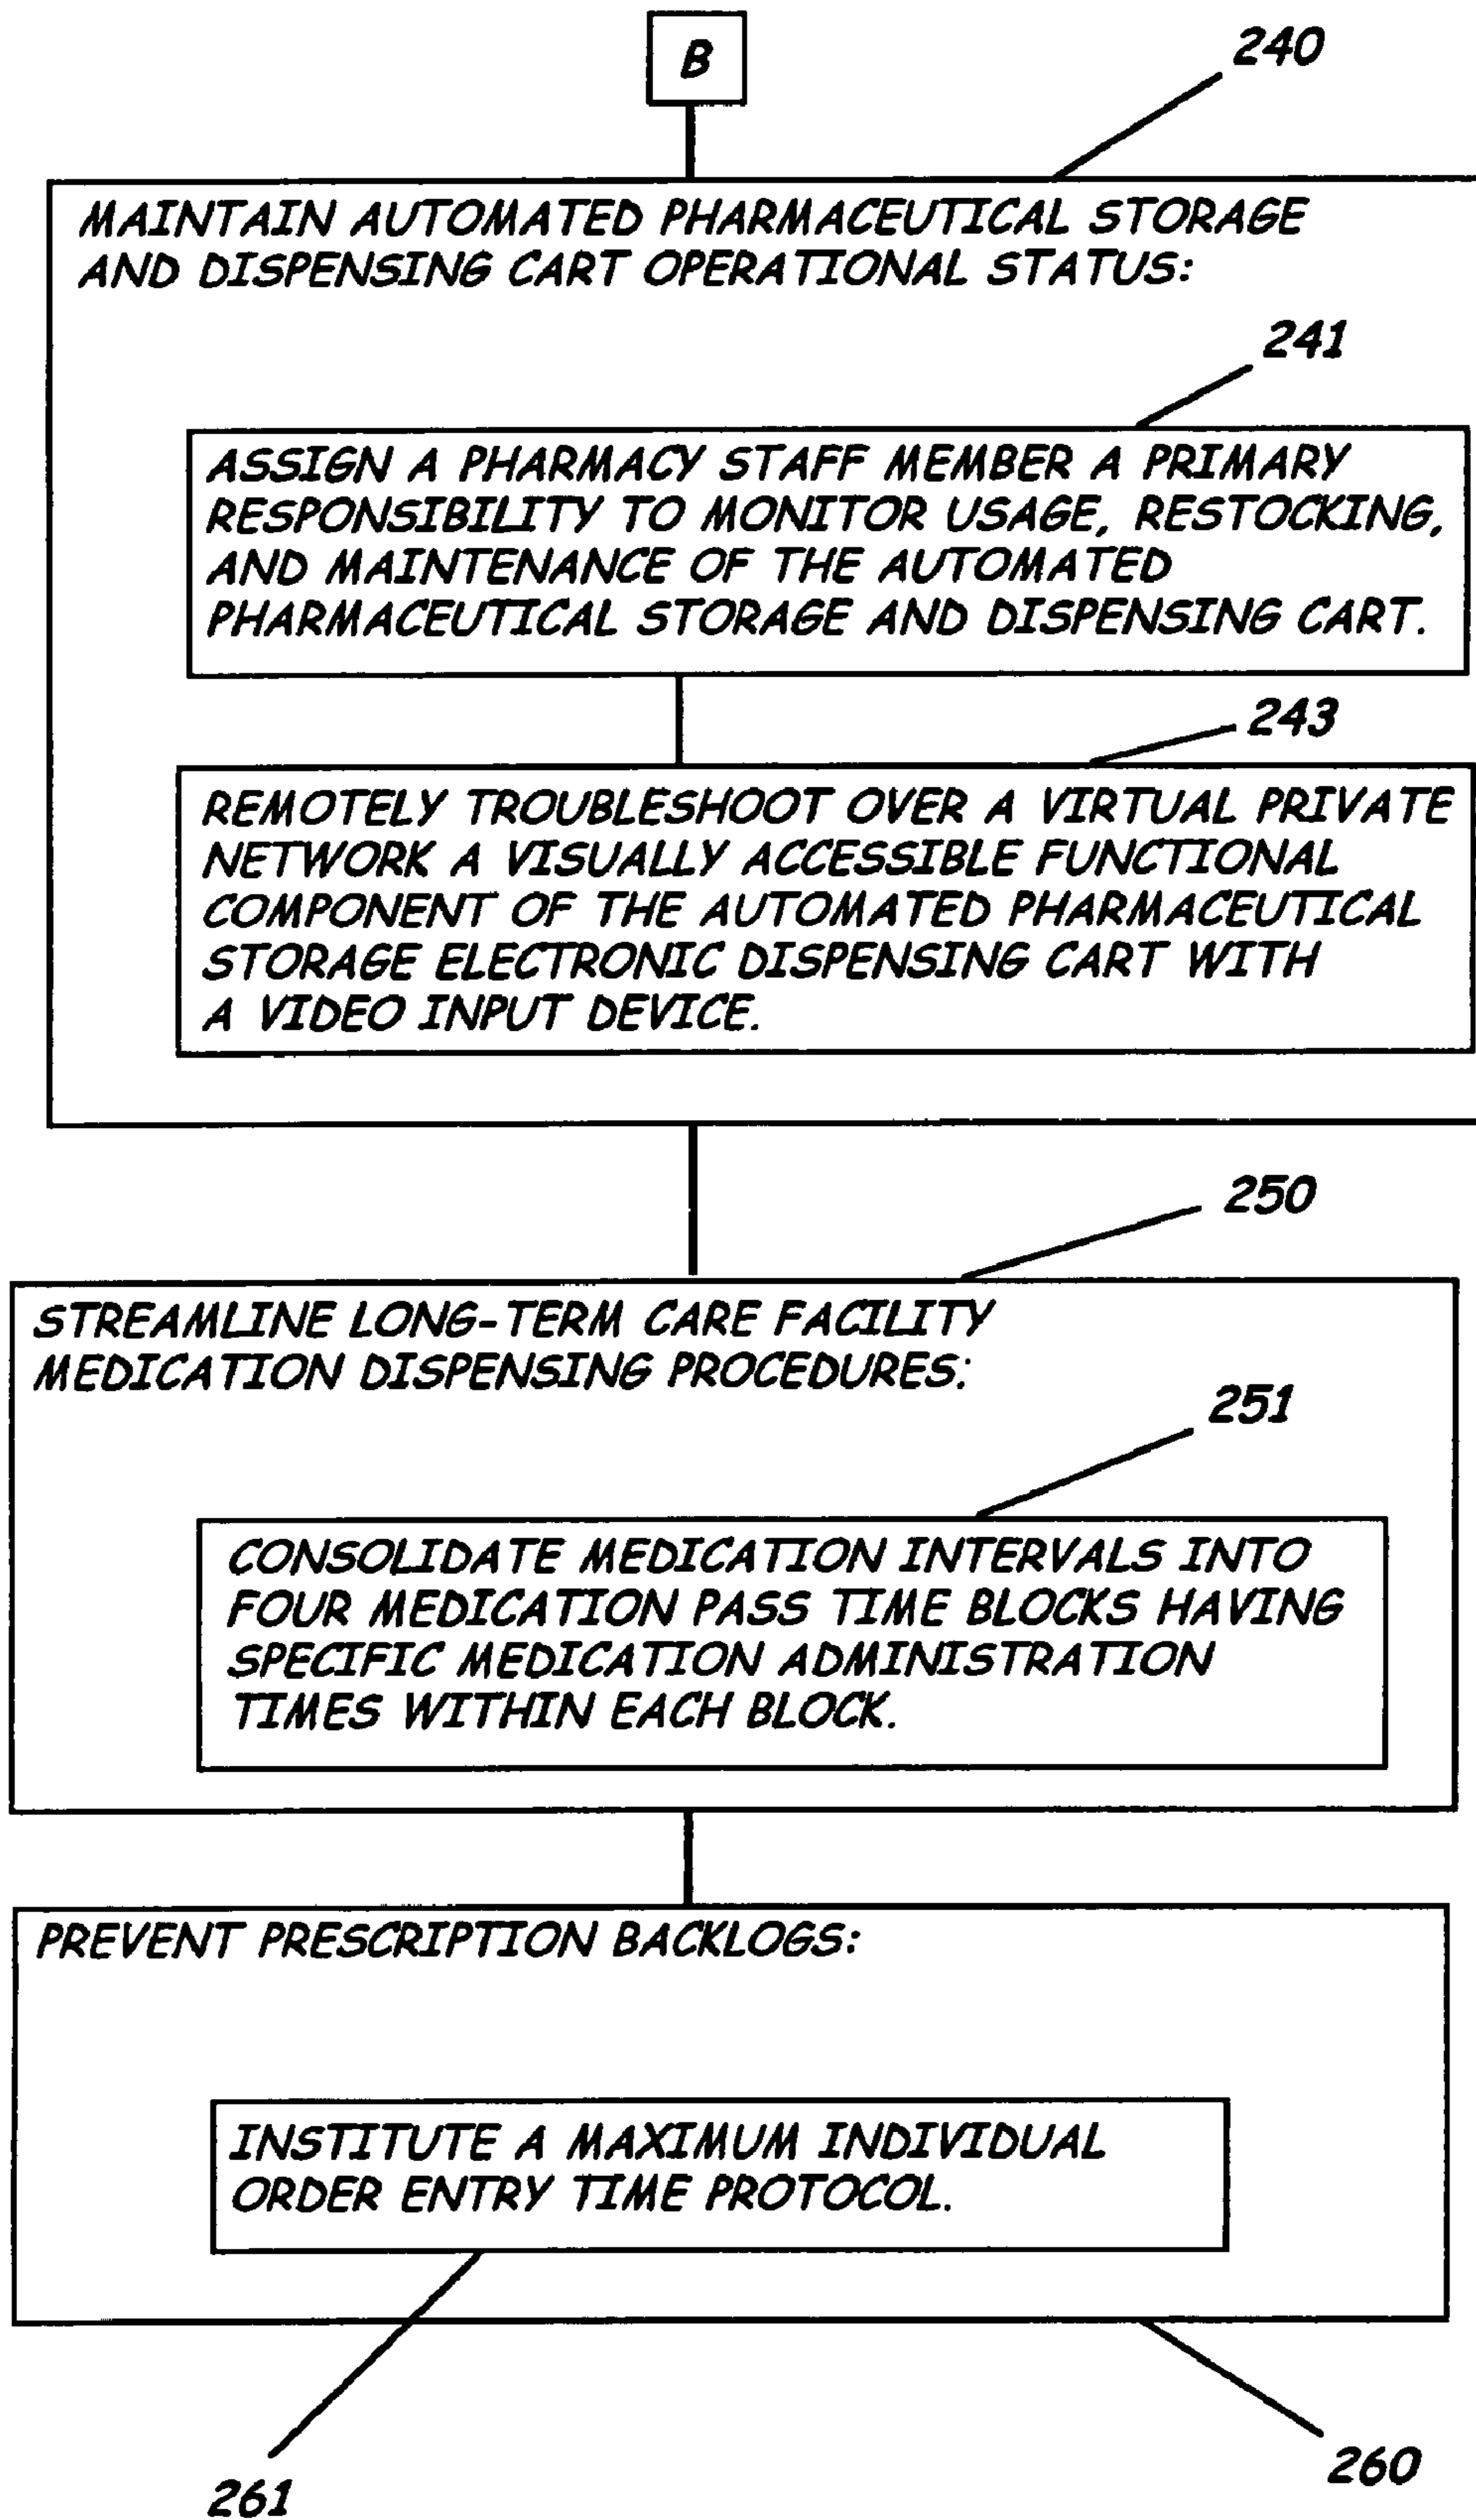 B
240
MAINTAIN AUTOMATED PHARMACEUTICAL STORAGE
AND DISPENSING CART OPERATIONAL STATUS:
241
ASSIGN A PHARMACY STAFF MEMBER A PRIMARY
RESPONSIBILITY TO MONITOR USAGE, RESTOCKING,
AND MAINTENANCE OF THE AUTOMATED
PHARMACEUTICAL STORAGE AND DISPENSING CART.
243
REMOTELY TROUBLESHOOT OVER A VIRTUAL PRIVATE
NETWORK A VISUALLY ACCESSIBLE FUNCTIONAL
COMPONENT OF THE AUTOMATED PHARMACEUTICAL
STORAGE ELECTRONIC DISPENSING CART WITH
A VIDEO INPUT DEVICE.
250
STREAMLINE LONG-TERM CARE FACILITY
MEDICATION DISPENSING PROCEDURES:
251
CONSOLIDATE MEDICATION INTERVALS INTO
FOUR MEDICATION PASS TIME BLOCKS HAVING
SPECIFIC MEDICATION ADMINISTRATION
TIMES WITHIN EACH BLOCK.
PREVENT PRESCRIPTION BACKLOGS:
INSTITUTE A MAXIMUM INDIVIDUAL
ORDER ENTRY TIME PROTOCOL.
260
261